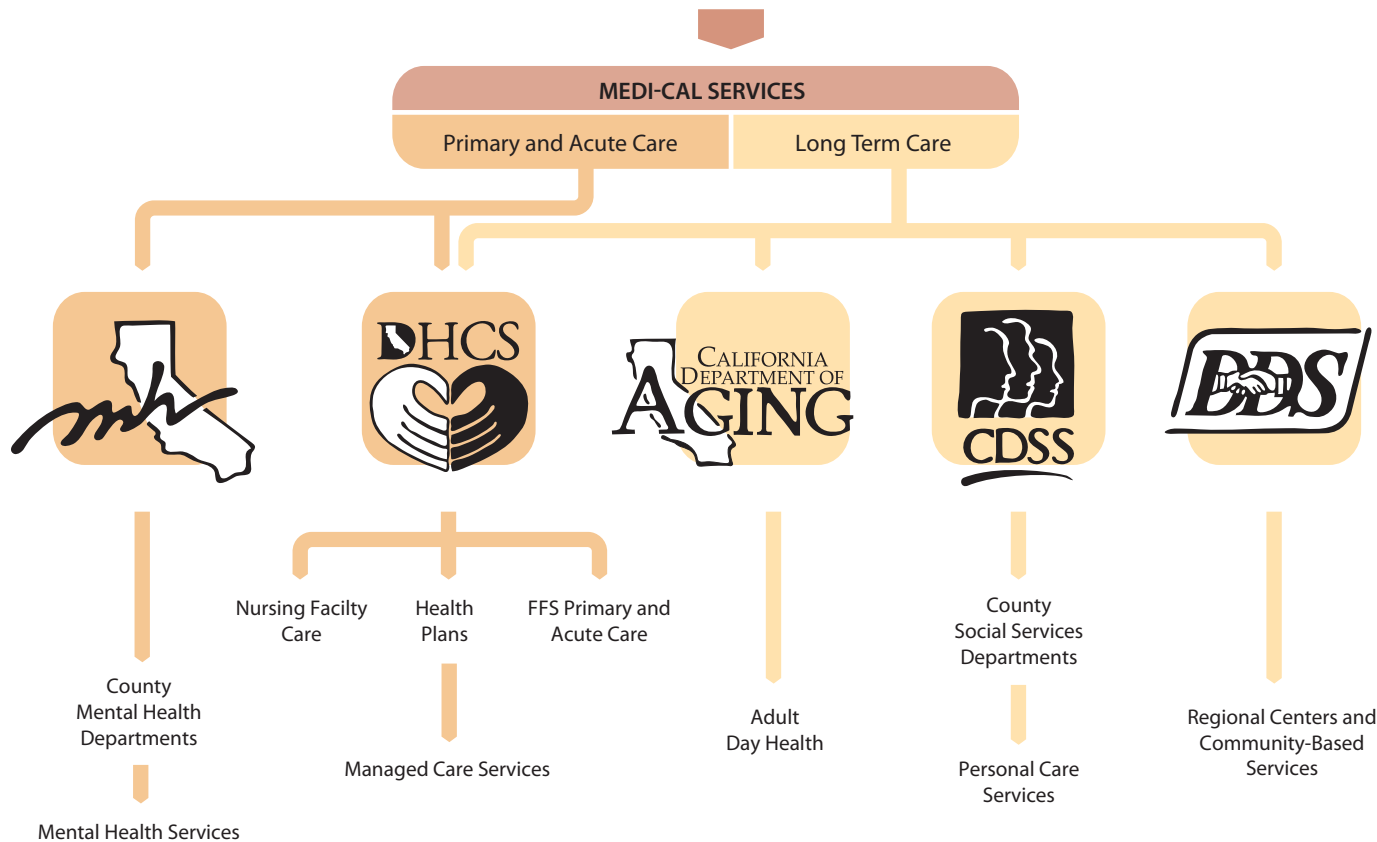 MEDI-CAL SERVICES
Primary and Acute Care
Long Term Care
mh
DHCS
CALIFORNIA
DEPARTMENT OF
AGING
CDSS
DDS
Nursing Facilty
Care
Health
Plans
FFS Primary and
Acute Care
County
Social Services
Departments
County
Mental Health
Departments
Adult
Day Health
Regional Centers and
Community-Based
Services
Managed Care Services
Personal Care
Services
Mental Health Services